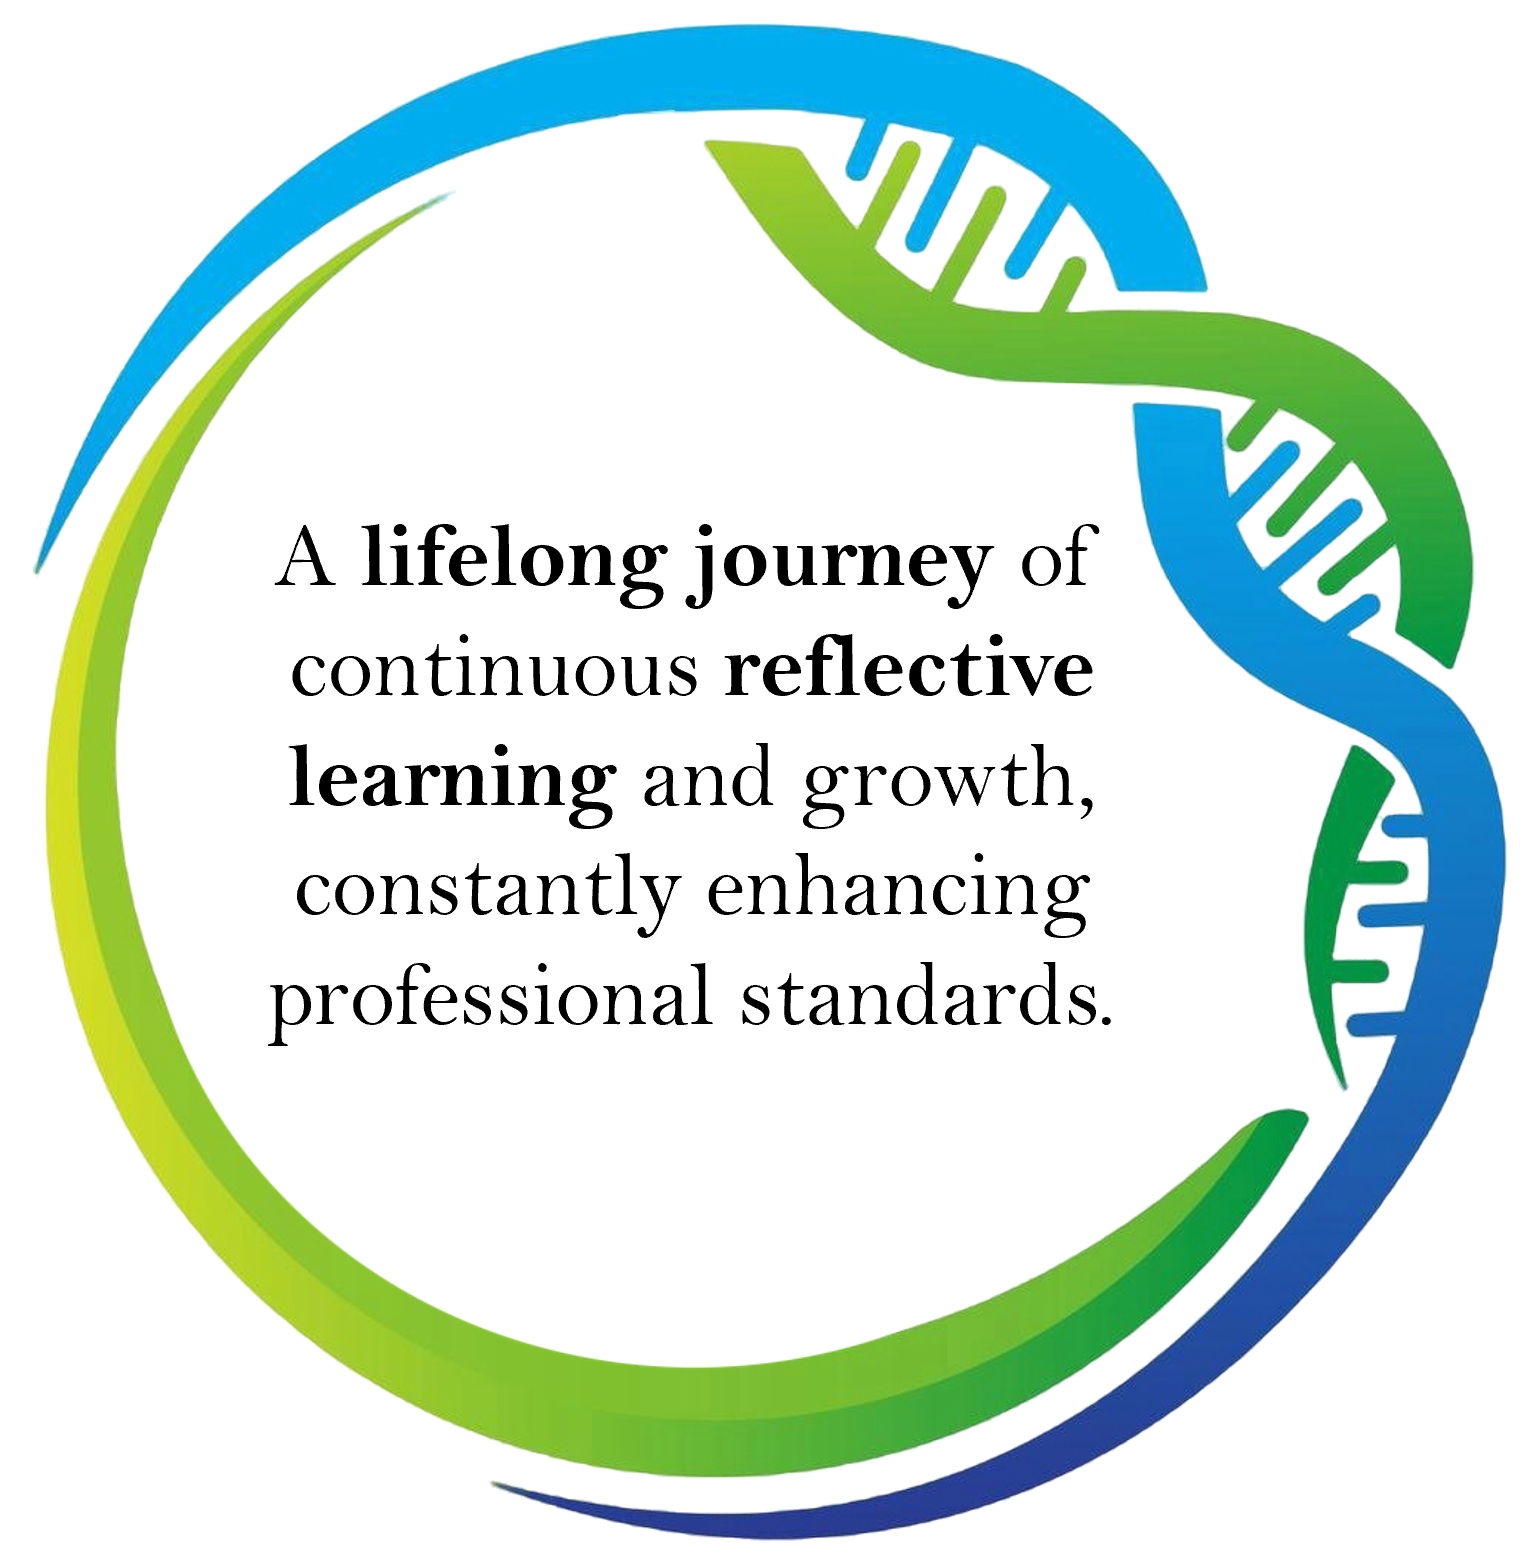 A lifelong journey of
continuous reflective
learning and growth,
constantly enhancing
professional standards.